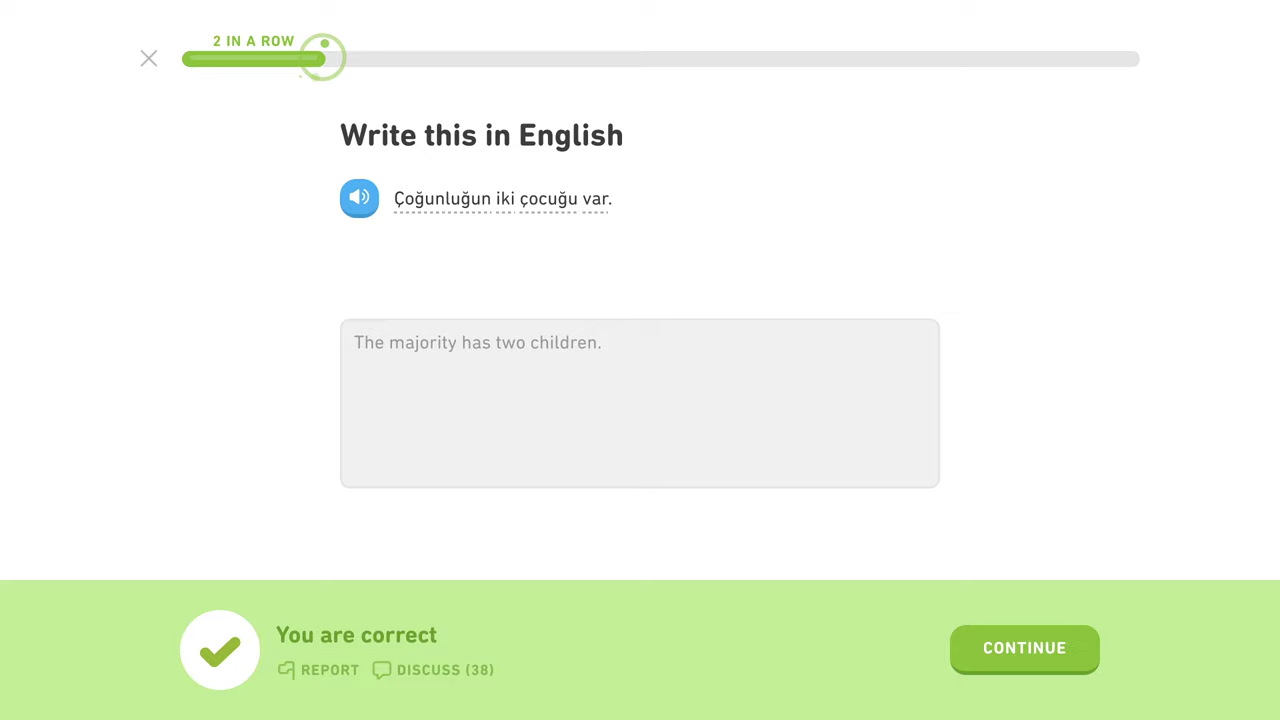 2 IN A ROW
Write this in English
Çoğunluğun iki çocuğu var.
The majority has two children.
You are correct
REPORT DISCUSS (38)
CONTINUE